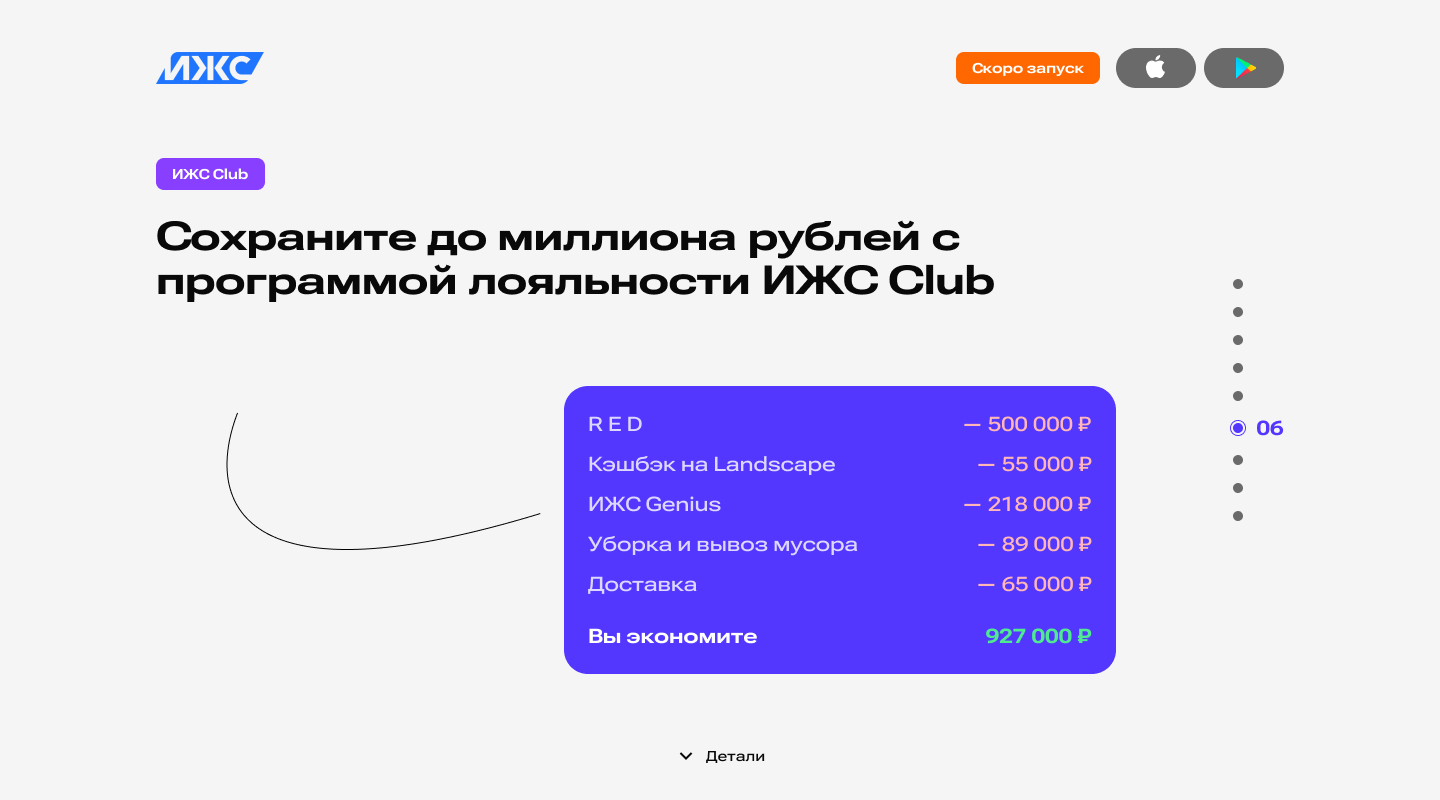 ИЖС
Скоро запуск
ИЖС Club
Сохраните до миллиона рублей с
программой лояльности ИЖС Club
R E D — 500 000 ₽
Кэшбэк на Landscape — 55 000 ₽
ИЖС Genius — 218 000 ₽
Уборка и вывоз мусора — 89 000 ₽
Доставка — 65 000 ₽
Вы экономите 927 000 ₽
06
Детали